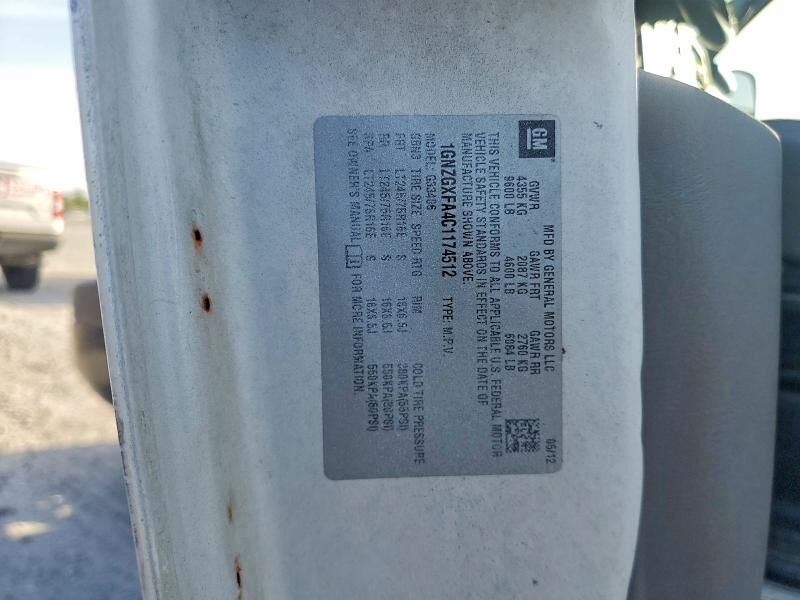 GM
MFD BY GENERAL MOTORS LLC 05/12
GVWR GAWR FRT GAWR RR
4355 KG 2087 KG 2760 KG
9600 LB 4600 LB 6084 LB
THIS VEHICLE CONFORMS TO ALL APPLICABLE U.S. FEDERAL MOTOR
VEHICLE SAFETY STANDARDS IN EFFECT ON THE DATE OF
MANUFACTURE SHOWN ABOVE.
1GNZGXFA4C1174512 TYPE: M.P.V.
MODEL: G33406
TIRE SIZE SPEED RTG RIM COLD TIRE PRESSURE
FRT LT245/75R16E S 16X6.5J 380KPA(55PSI)
RR LT245/75R16E S 16X6.5J 550KPA(80PSI)
SPA LT245/75R16E S 16X6.5J 550KPA(80PSI)
SEE OWNER'S MANUAL FOR MORE INFORMATION.